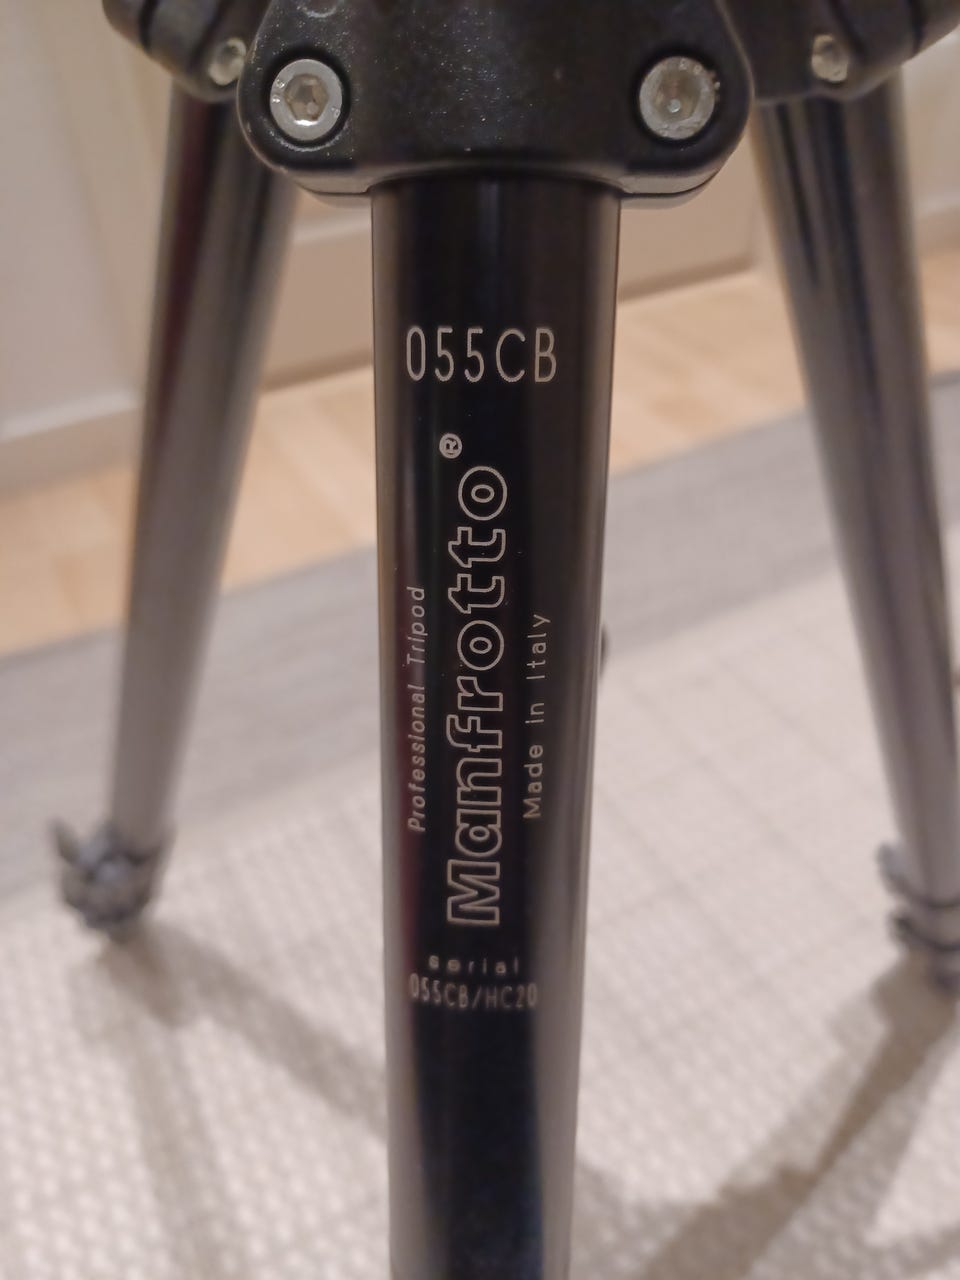 055CB
Professional Tripod
Manfrotto®
Made in Italy
serial
055CB/HC20